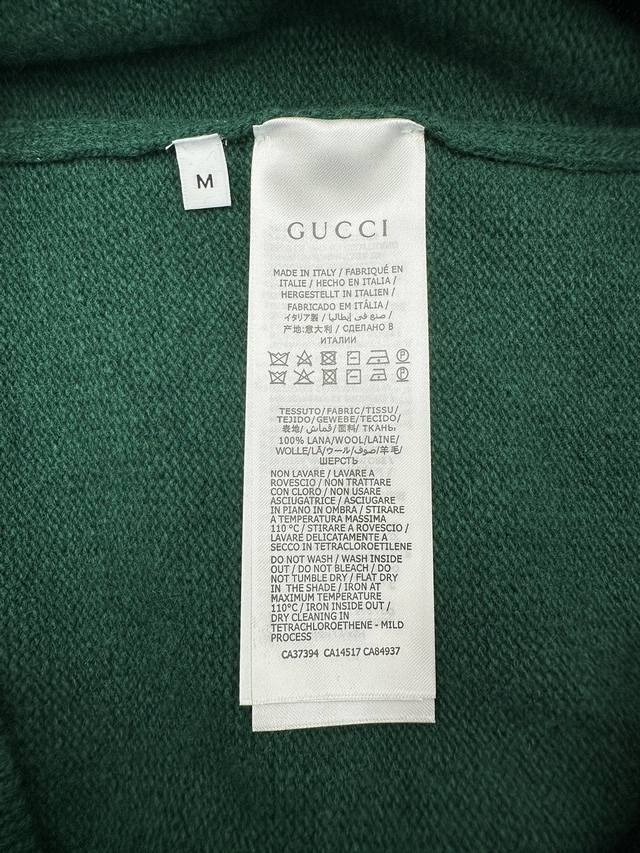 M
GUCCI
MADE IN ITALY / FABRIQUÉ EN
ITALIE / HECHO EN ITALIA /
HERGESTELLT IN ITALIEN /
FABRICADO EM ITÁLIA /
イタリア製 / صنع في إيطاليا /
产地:意大利 / СДЕЛАНО В
ИТАЛИИ
TESSUTO/FABRIC/TISSU/
TEJIDO/GEWEBE/TECIDO/
表地/ قماش/ 面料/ ТКАНЬ:
100% LANA/WOOL/LAINE/
WOLLE/LÃ/ウール/صوف/羊毛/
ШЕРСТЬ
NON LAVARE / LAVARE A
ROVESCIO / NON TRATTARE
CON CLORO / NON USARE
ASCIUGATRICE / ASCIUGARE
IN PIANO IN OMBRA / STIRARE
A TEMPERATURA MASSIMA
110 °C / STIRARE A ROVESCIO /
LAVARE DELICATAMENTE A
SECCO IN TETRACLOROETILENE
DO NOT WASH / WASH INSIDE
OUT / DO NOT BLEACH / DO
NOT TUMBLE DRY / FLAT DRY
IN THE SHADE / IRON AT
MAXIMUM TEMPERATURE
110°C / IRON INSIDE OUT /
DRY CLEANING IN
TETRACHLOROETHENE - MILD
PROCESS
CA37394 CA14517 CA84937